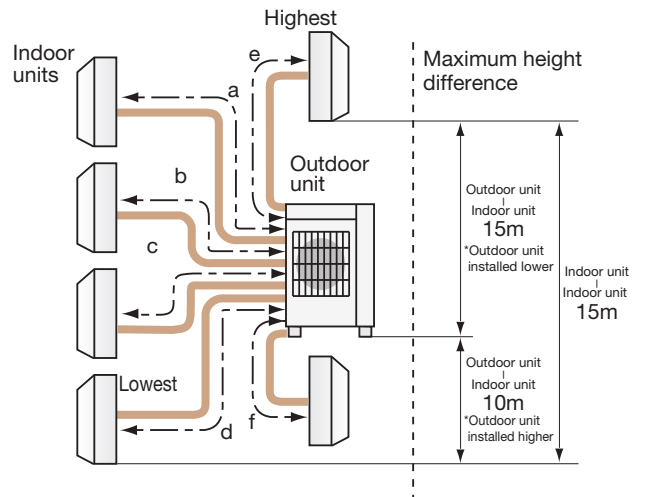 Highest
Indoor
units
e
a
b
c
d
f
Outdoor
unit
Lowest
Maximum height
difference
Outdoor unit
Indoor unit
15m
*Outdoor unit
installed lower
Indoor unit
Indoor unit
15m
Outdoor unit
Indoor unit
10m
*Outdoor unit
installed higher